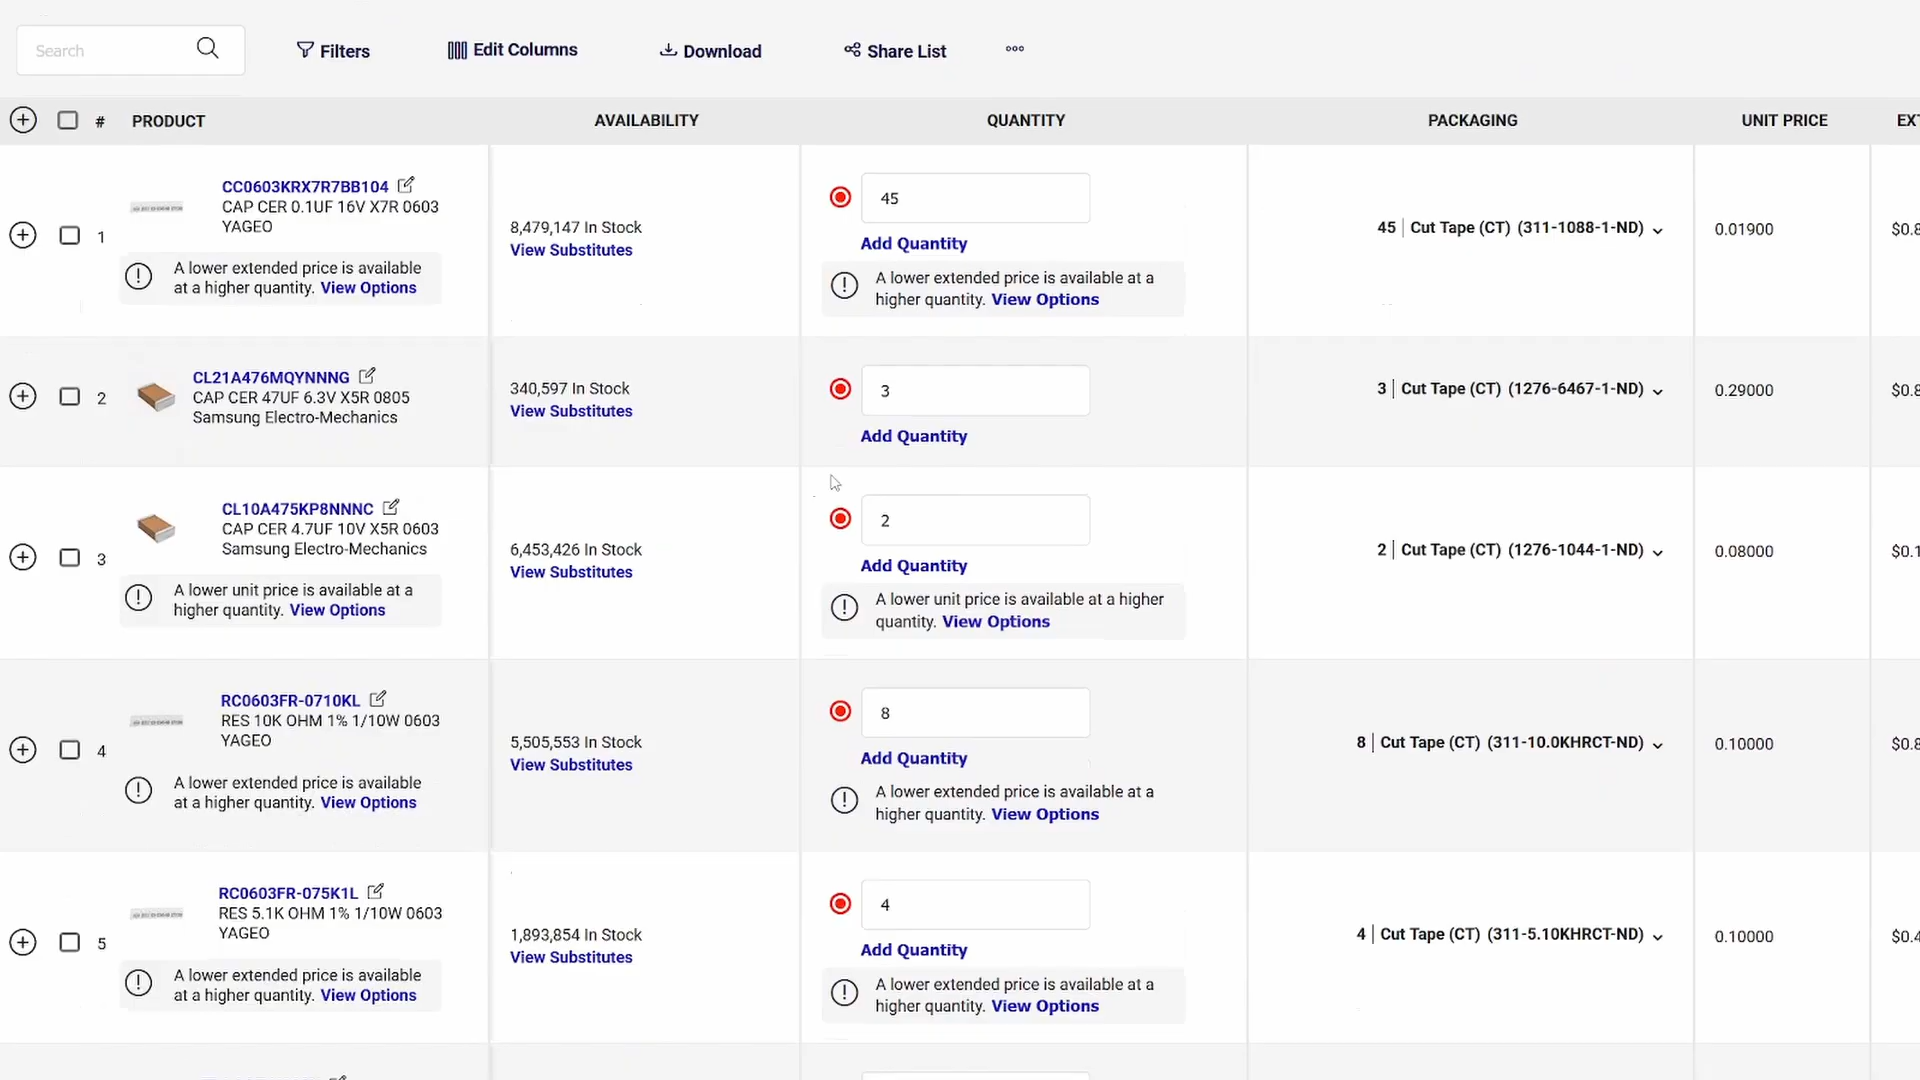 Search
Filters
Edit Columns
Download
Share List
# PRODUCT AVAILABILITY QUANTITY PACKAGING UNIT PRICE EXT
1
CC0603KRX7R7BB104
CAP CER 0.1UF 16V X7R 0603
YAGEO
A lower extended price is available
at a higher quantity. View Options
8,479,147 In Stock
View Substitutes
45
Add Quantity
A lower extended price is available at a
higher quantity. View Options
45 | Cut Tape (CT) (311-1088-1-ND)
0.01900
$0.8
2
CL21A476MQYNNNG
CAP CER 47UF 6.3V X5R 0805
Samsung Electro-Mechanics
340,597 In Stock
View Substitutes
3
Add Quantity
3 | Cut Tape (CT) (1276-6467-1-ND)
0.29000
$0.8
3
CL10A475KP8NNNC
CAP CER 4.7UF 10V X5R 0603
Samsung Electro-Mechanics
A lower unit price is available at a
higher quantity. View Options
6,453,426 In Stock
View Substitutes
2
Add Quantity
A lower unit price is available at a higher
quantity. View Options
2 | Cut Tape (CT) (1276-1044-1-ND)
0.08000
$0.1
4
RC0603FR-0710KL
RES 10K OHM 1% 1/10W 0603
YAGEO
A lower extended price is available
at a higher quantity. View Options
5,505,553 In Stock
View Substitutes
8
Add Quantity
A lower extended price is available at a
higher quantity. View Options
8 | Cut Tape (CT) (311-10.0KHRCT-ND)
0.10000
$0.8
5
RC0603FR-075K1L
RES 5.1K OHM 1% 1/10W 0603
YAGEO
A lower extended price is available
at a higher quantity. View Options
1,893,854 In Stock
View Substitutes
4
Add Quantity
A lower extended price is available at a
higher quantity. View Options
4 | Cut Tape (CT) (311-5.10KHRCT-ND)
0.10000
$0.4